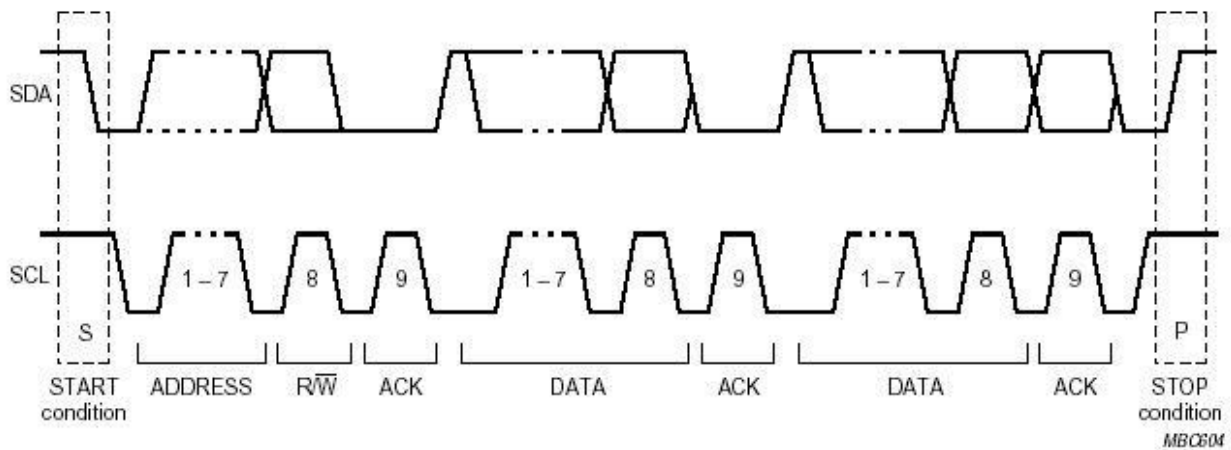 SDA
SCL
1 – 7
8
9
1 – 7
8
9
1 – 7
8
9
S
P
START
condition
ADDRESS
R/W̅
ACK
DATA
ACK
DATA
ACK
STOP
condition
MBC604